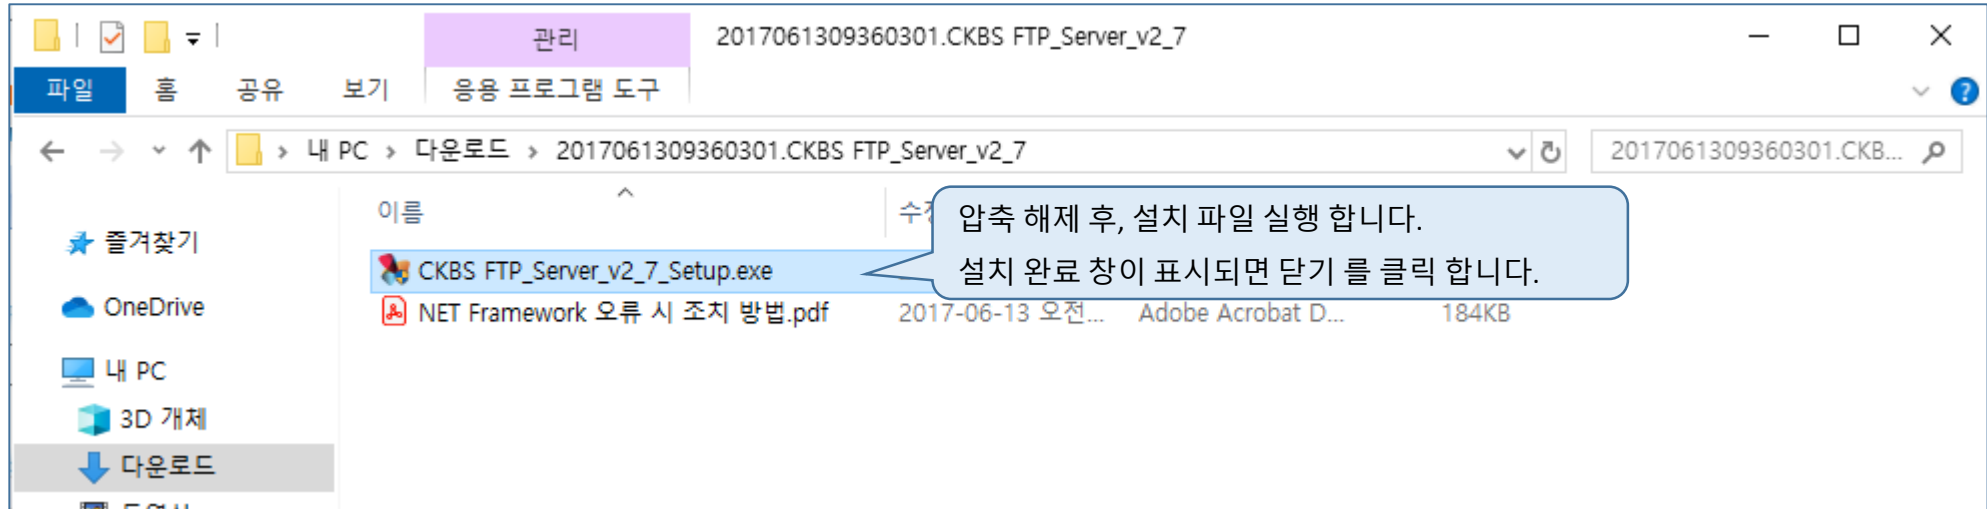 관리
2017061309360301.CKBS FTP_Server_v2_7
파일 홈 공유 보기 응용 프로그램 도구
내 PC › 다운로드 › 2017061309360301.CKBS FTP_Server_v2_7
2017061309360301.CKB...
이름
압축 해제 후, 설치 파일 실행 합니다.
설치 완료 창이 표시되면 닫기 를 클릭 합니다.
즐겨찾기
CKBS FTP_Server_v2_7_Setup.exe
OneDrive
NET Framework 오류 시 조치 방법.pdf 2017-06-13 오전... Adobe Acrobat D... 184KB
내 PC
3D 개체
다운로드